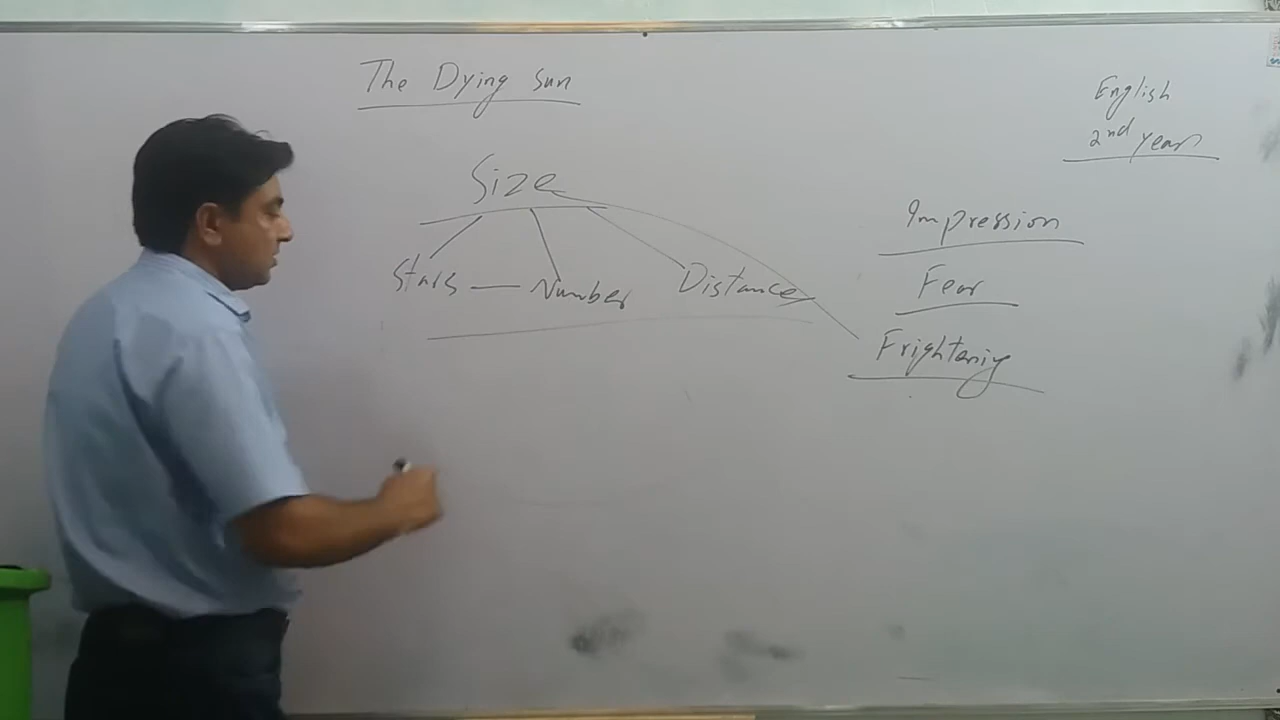 The Dying Sun
English
2nd year
Size
Stars — Number
Distance
Impression
Fear
Frightening